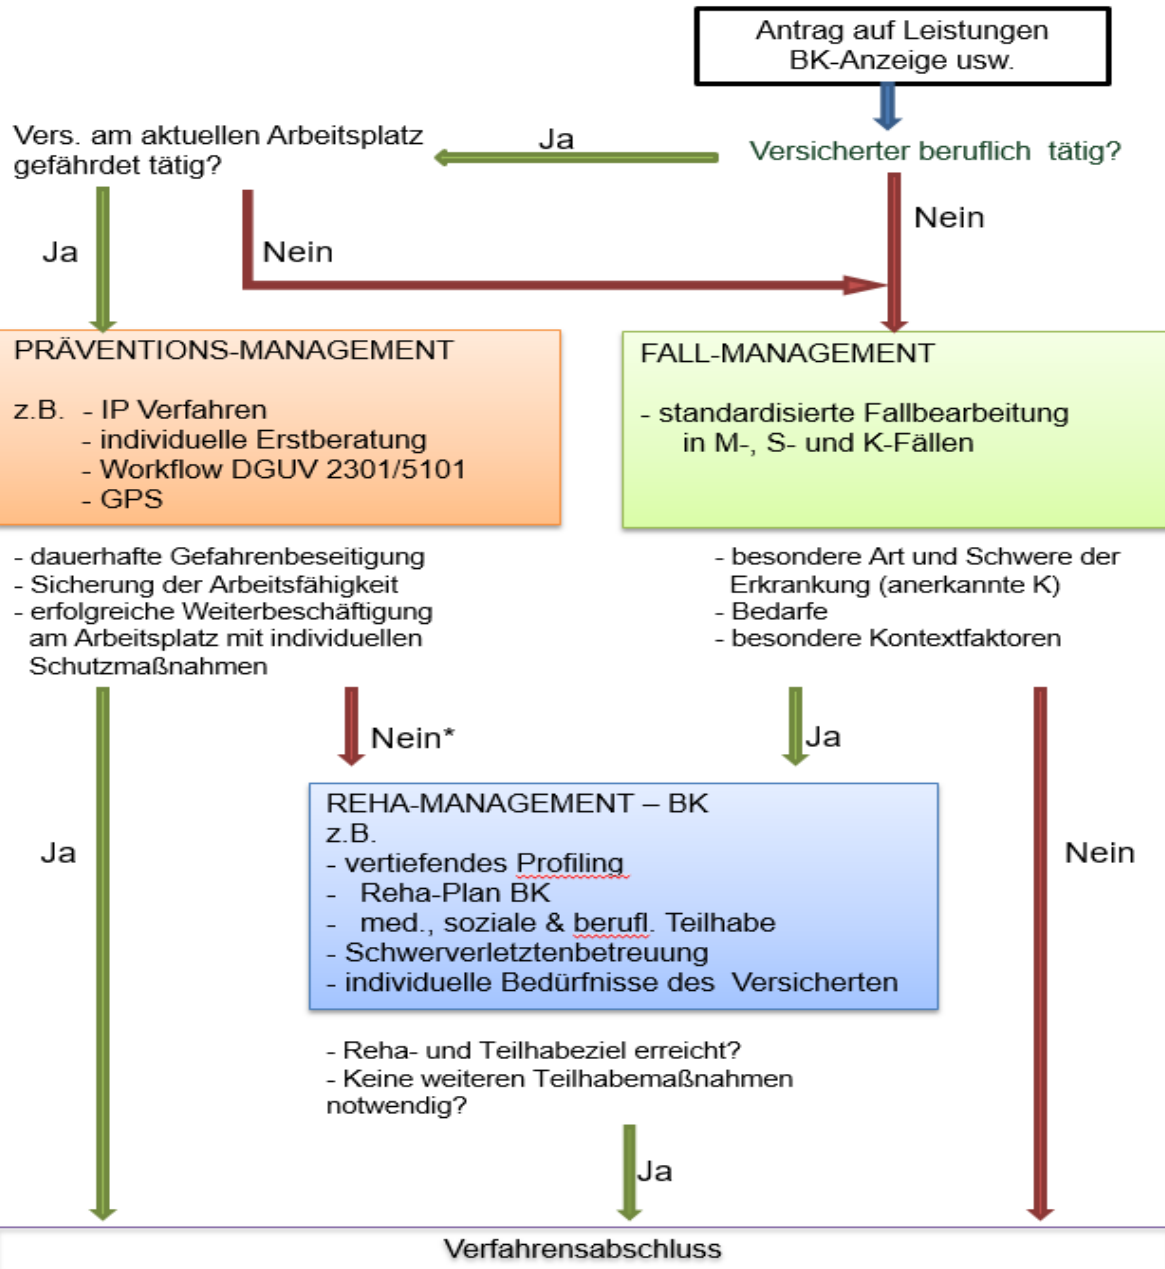 Antrag auf Leistungen
BK-Anzeige usw.
Vers. am aktuellen Arbeitsplatz
gefährdet tätig?
Ja
Versicherter beruflich tätig?
Ja
Nein
Nein
PRÄVENTIONS-MANAGEMENT
z.B. - IP Verfahren
- individuelle Erstberatung
- Workflow DGUV 2301/5101
- GPS
FALL-MANAGEMENT
- standardisierte Fallbearbeitung
in M-, S- und K-Fällen
- dauerhafte Gefahrenbeseitigung
- Sicherung der Arbeitsfähigkeit
- erfolgreiche Weiterbeschäftigung
am Arbeitsplatz mit individuellen
Schutzmaßnahmen
- besondere Art und Schwere der
Erkrankung (anerkannte K)
- Bedarfe
- besondere Kontextfaktoren
Nein*
Ja
Ja
Nein
REHA-MANAGEMENT – BK
z.B.
- vertiefendes Profiling
- Reha-Plan BK
- med., soziale & berufl. Teilhabe
- Schwerverletztenbetreuung
- individuelle Bedürfnisse des Versicherten
- Reha- und Teilhabeziel erreicht?
- Keine weiteren Teilhabemaßnahmen
notwendig?
Ja
Verfahrensabschluss